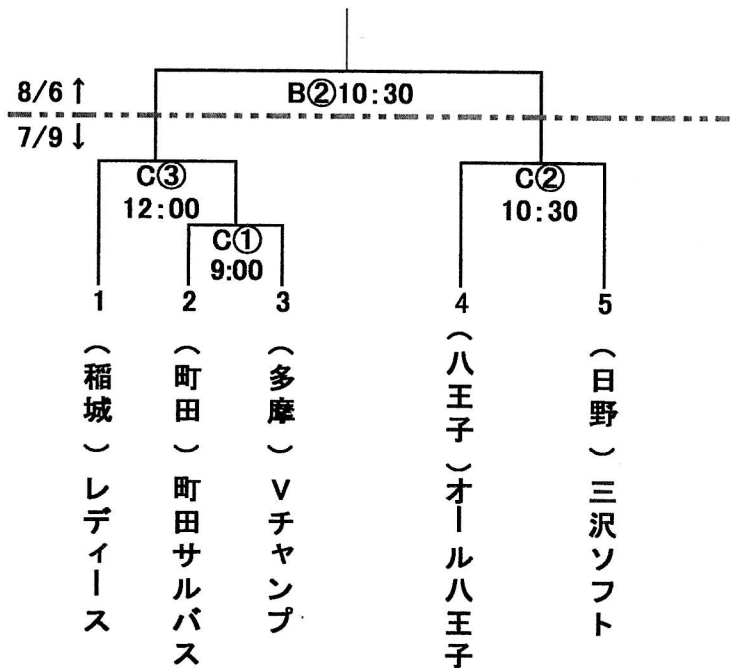 8/6↑
B②10:30
7/9↓
C③
12:00
C②
10:30
C①
9:00
1
2
3
4
5
（稲城）レディース
（町田）町田サルバス
（多摩）Vチャンプ
（八王子）オール八王子
（日野）三沢ソフト